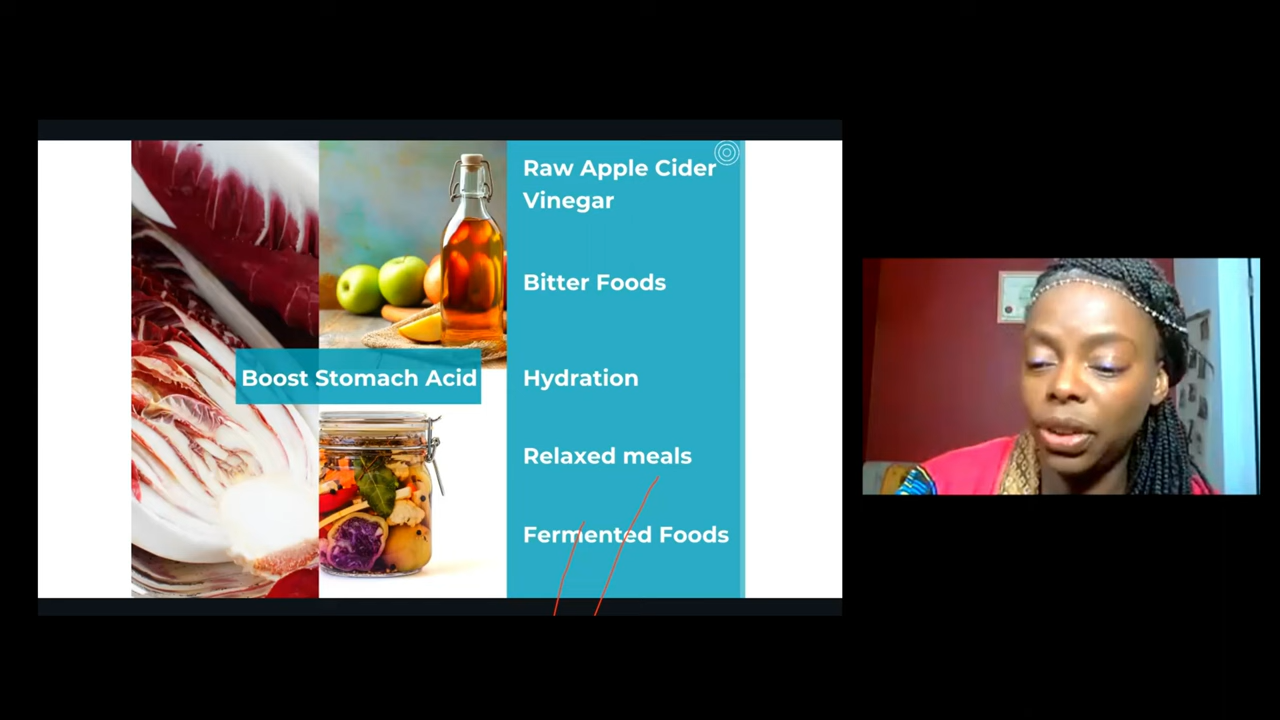 Raw Apple Cider
Vinegar
Bitter Foods
Boost Stomach Acid
Hydration
Relaxed meals
Fermented Foods